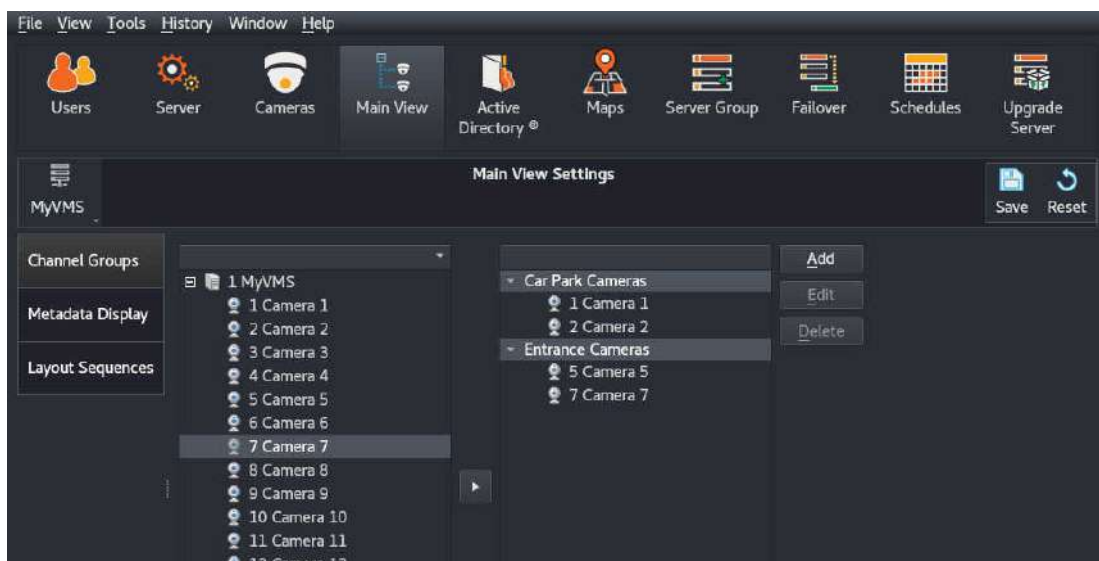 File View Tools History Window Help
Users
Server
Cameras
Main View
Active
Directory ®
Maps
Server Group
Failover
Schedules
Upgrade
Server
MyVMS
Main View Settings
Save
Reset
Channel Groups
Metadata Display
Layout Sequences
1 MyVMS
1 Camera 1
2 Camera 2
3 Camera 3
4 Camera 4
5 Camera 5
6 Camera 6
7 Camera 7
8 Camera 8
9 Camera 9
10 Camera 10
11 Camera 11
Car Park Cameras
1 Camera 1
2 Camera 2
Entrance Cameras
5 Camera 5
7 Camera 7
Add
Edit
Delete